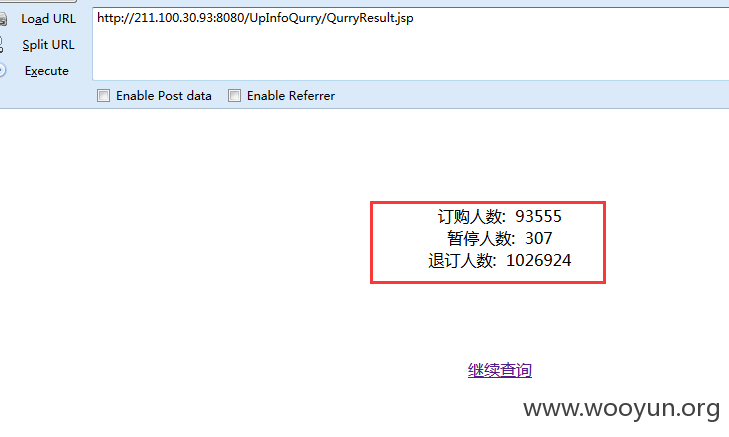 Load URL
http://211.100.30.93:8080/UpInfoQurry/QurryResult.jsp
Split URL
Execute
Enable Post data Enable Referrer
订购人数: 93555
暂停人数: 307
退订人数: 1026924
继续查询
www.wooyun.org